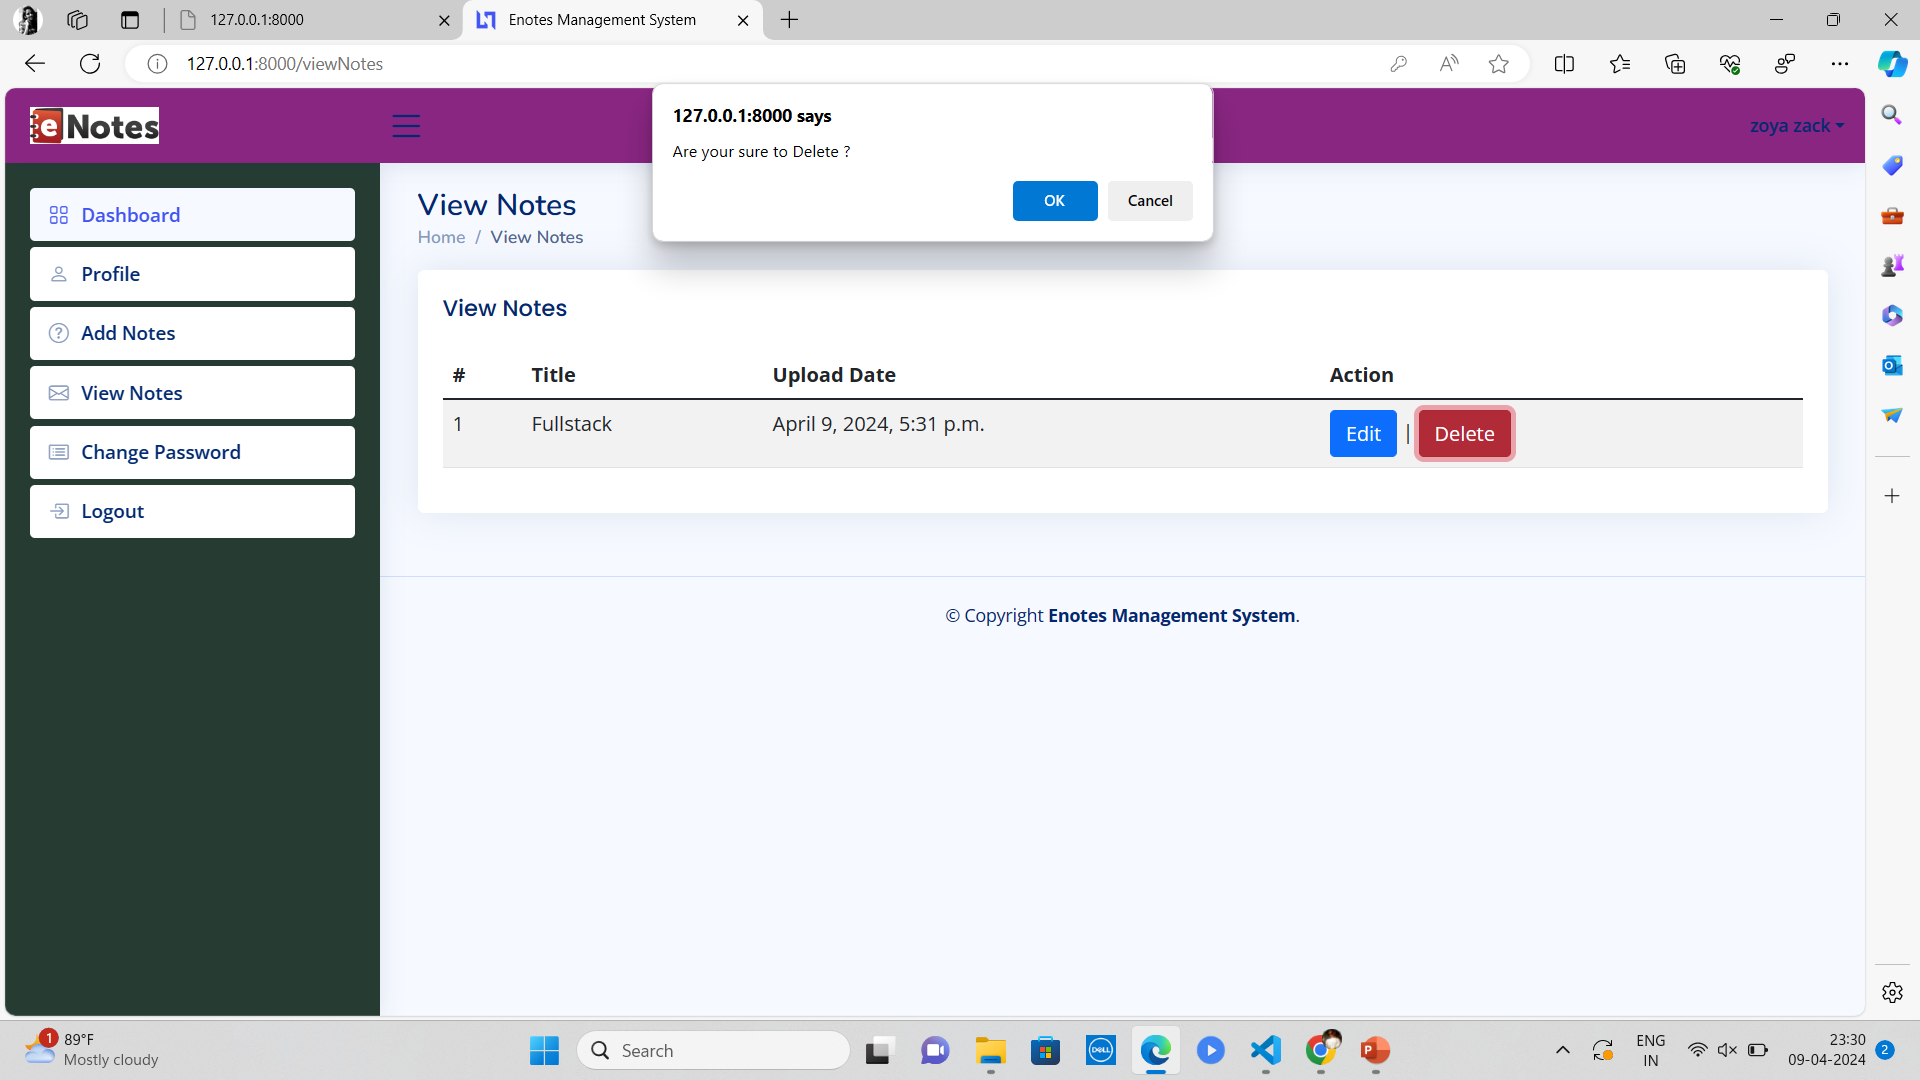 127.0.0.1:8000
Enotes Management System
127.0.0.1:8000/viewNotes
e Notes
zoya zack
127.0.0.1:8000 says
Are your sure to Delete ?
OK Cancel
Dashboard
Profile
Add Notes
View Notes
Change Password
Logout
View Notes
Home / View Notes
View Notes
# Title Upload Date Action
1 Fullstack April 9, 2024, 5:31 p.m. Edit | Delete
© Copyright Enotes Management System.
1
89°F
Mostly cloudy
Search
DELL
ENG
IN
23:30
09-04-2024
2